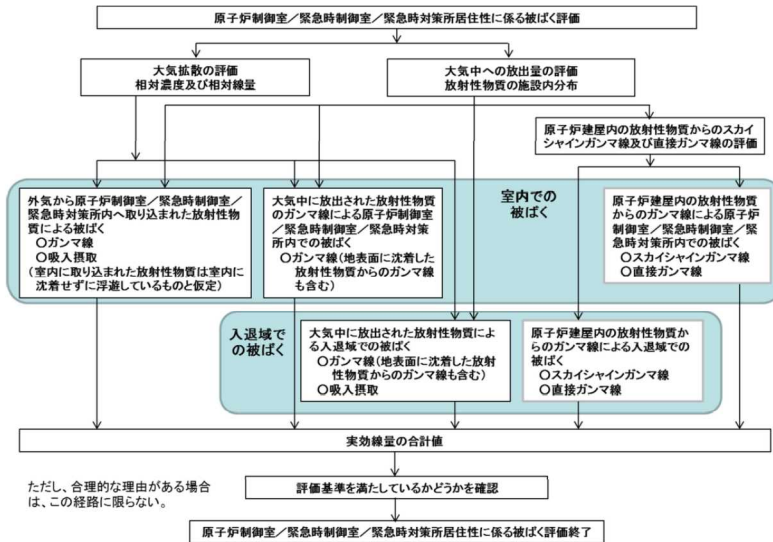 原子炉制御室／緊急時制御室／緊急時対策所居住性に係る被ばく評価
大気拡散の評価
相対濃度及び相対線量
大気中への放出量の評価
放射性物質の施設内分布
原子炉建屋内の放射性物質からのスカイ
シャインガンマ線及び直接ガンマ線の評価
室内での
被ばく
外気から原子炉制御室／緊急時制御室／
緊急時対策所内へ取り込まれた放射性物
質による被ばく
○ガンマ線
○吸入摂取
(室内に取り込まれた放射性物質は室内に
沈着せずに浮遊しているものと仮定)
大気中に放出された放射性物質
のガンマ線による原子炉制御室
／緊急時制御室／緊急時対策
所内での被ばく
○ガンマ線(地表面に沈着した
放射性物質からのガンマ線
も含む)
原子炉建屋内の放射性物質
からのガンマ線による原子炉
制御室／緊急時制御室／緊
急時対策所内での被ばく
○スカイシャインガンマ線
○直接ガンマ線
入退域で
の被ばく
大気中に放出された放射性物質によ
る入退域での被ばく
○ガンマ線(地表面に沈着した放射
性物質からのガンマ線も含む)
○吸入摂取
原子炉建屋内の放射性物質か
らのガンマ線による入退域での
被ばく
○スカイシャインガンマ線
○直接ガンマ線
実効線量の合計値
ただし、合理的な理由がある場合
は、この経路に限らない。
評価基準を満たしているかどうかを確認
原子炉制御室／緊急時制御室／緊急時対策所居住性に係る被ばく評価終了